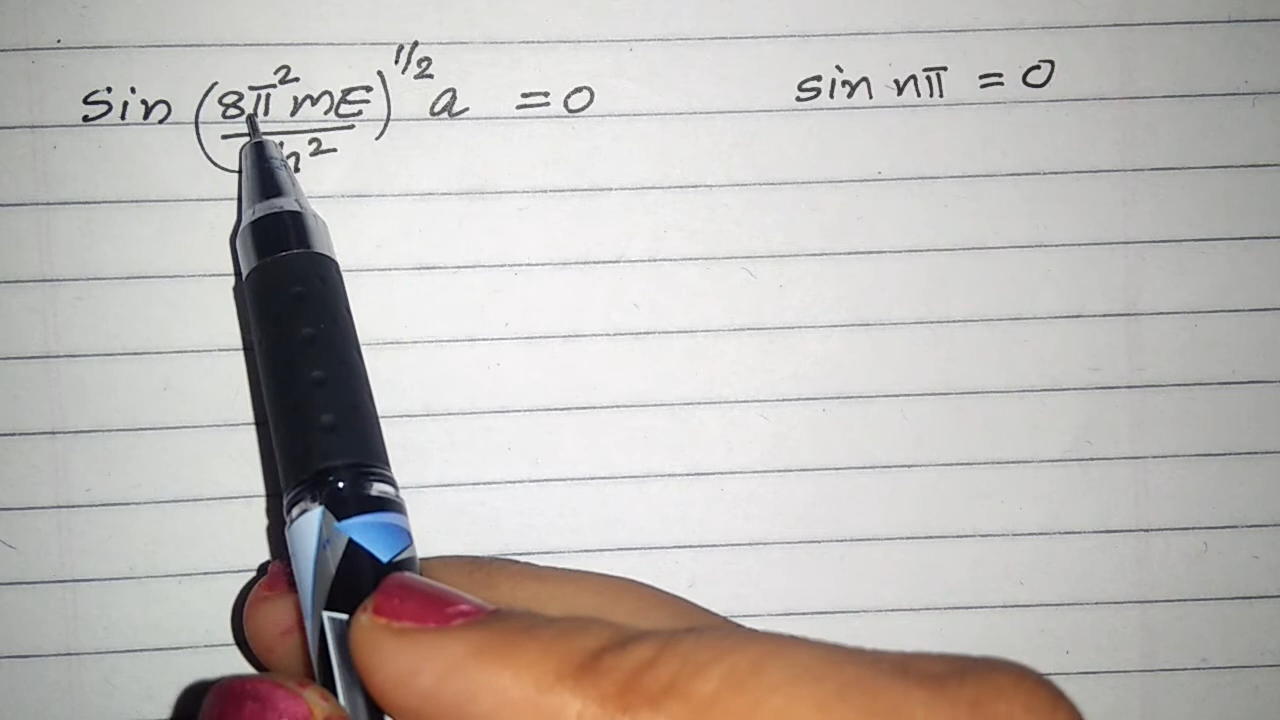 Sin (8π²mE/h²)^1/2 a = 0 sin nπ = 0